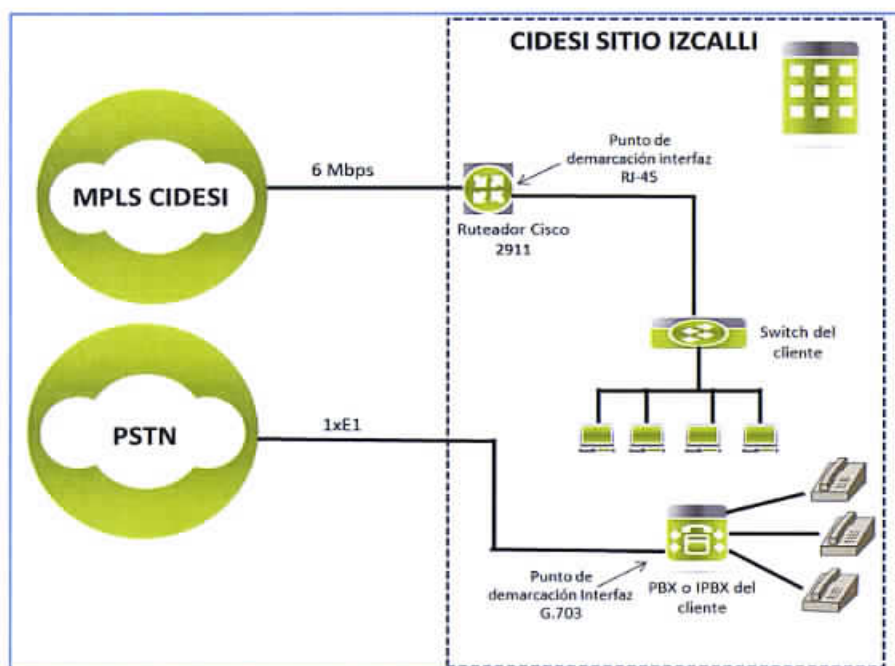 CIDESI SITIO IZCALLI
MPLS CIDESI
6 Mbps
Punto de
demarcación interfaz
RJ-45
Ruteador Cisco
2911
Switch del
cliente
PSTN
1xE1
Punto de
demarcación Interfaz
G.703
PBX o IPBX del
cliente